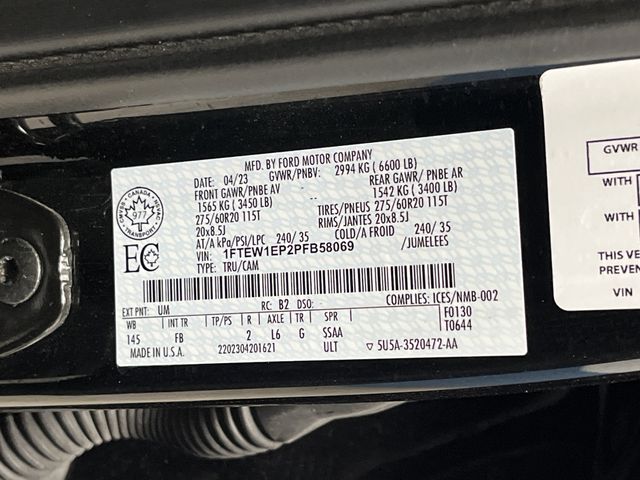 MFD. BY FORD MOTOR COMPANY
DATE: 04/23 GVWR/PNBV: 2994 KG ( 6600 LB)
FRONT GAWR/PNBE AV REAR GAWR/PNBE AR
1565 KG ( 3450 LB) 1542 KG ( 3400 LB)
275/60R20 115T TIRES/PNEUS 275/60R20 115T
20x8.5J RIMS/JANTES 20x8.5J
AT/A kPa/PSI/LPC 240/ 35 COLD/A FROID 240/ 35
VIN: 1FTEW1EP2PFB58069 /JUMELEES
TYPE: TRU/CAM
CANADA
977
EC
EXT PNT: UM RC: B2 DSO: COMPLIES: ICES/NMB-002
WB INT TR TP/PS R AXLE TR SPR F0130
145 FB 2 L6 G SSAA T0644
MADE IN U.S.A. 2202304201621 ULT 5U5A-3520472-AA
GVWR
WITH
WITH
THIS VE
PREVEN
VIN